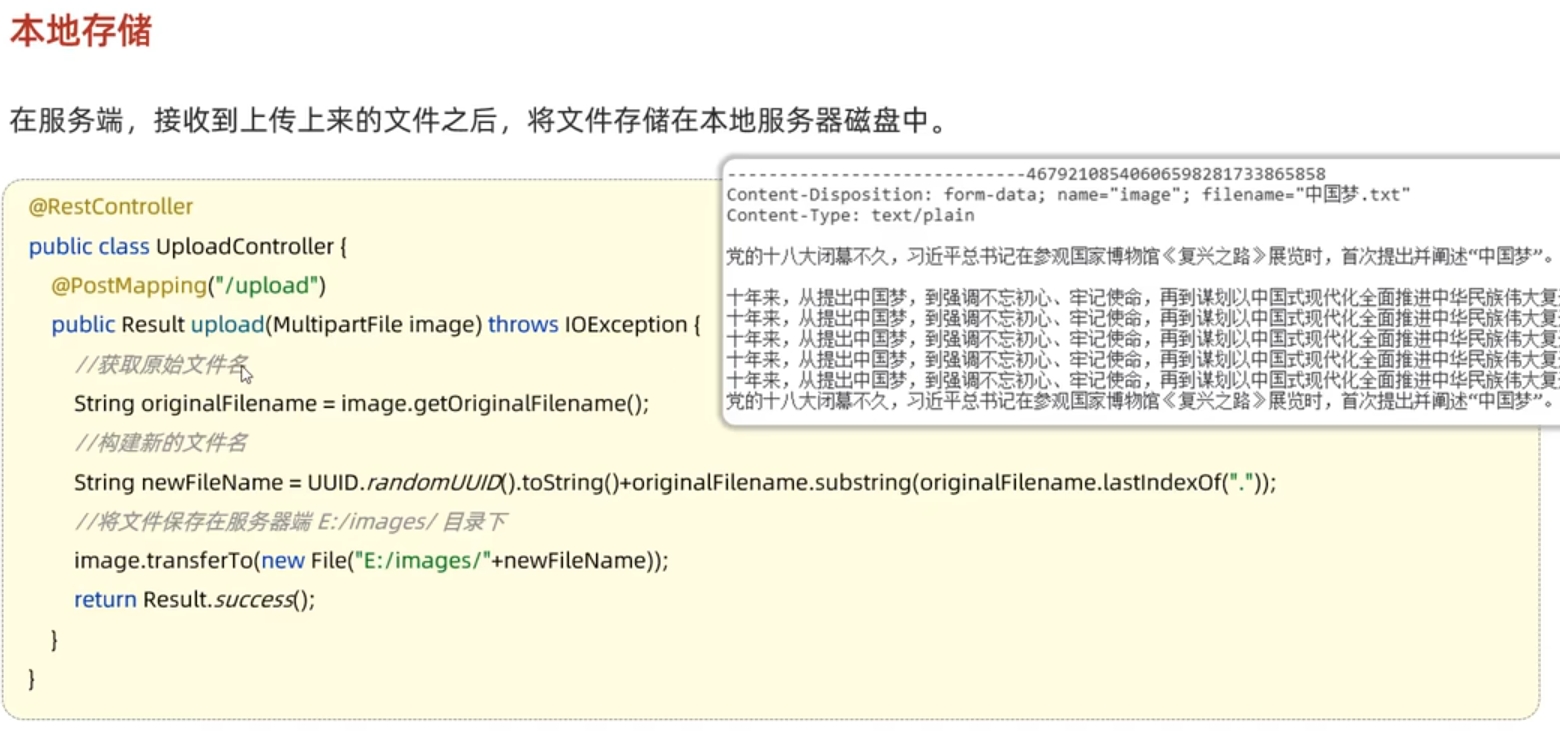 本地存储
在服务端，接收到上传上来的文件之后，将文件存储在本地服务器磁盘中。
@RestController
public class UploadController {
@PostMapping("/upload")
public Result upload(MultipartFile image) throws IOException {
//获取原始文件名
String originalFilename = image.getOriginalFilename();
//构建新的文件名
String newFileName = UUID.randomUUID().toString()+originalFilename.substring(originalFilename.lastIndexOf("."));
//将文件保存在服务器端 E:/images/ 目录下
image.transferTo(new File("E:/images/"+newFileName));
return Result.success();
}
}
-----------------------------467921085406065982817338​65858
Content-Disposition: form-data; name="image"; filename="中国梦.txt"
Content-Type: text/plain
党的十八大闭幕不久，习近平总书记在参观国家博物馆《复兴之路》展览时，首次提出并阐述“中国梦”。
十年来，从提出中国梦，到强调不忘初心、牢记使命，再到谋划以中国式现代化全面推进中华民族伟大复
十年来，从提出中国梦，到强调不忘初心、牢记使命，再到谋划以中国式现代化全面推进中华民族伟大复
十年来，从提出中国梦，到强调不忘初心、牢记使命，再到谋划以中国式现代化全面推进中华民族伟大复
十年来，从提出中国梦，到强调不忘初心、牢记使命，再到谋划以中国式现代化全面推进中华民族伟大复
十年来，从提出中国梦，到强调不忘初心、牢记使命，再到谋划以中国式现代化全面推进中华民族伟大复
党的十八大闭幕不久，习近平总书记在参观国家博物馆《复兴之路》展览时，首次提出并阐述“中国梦”。